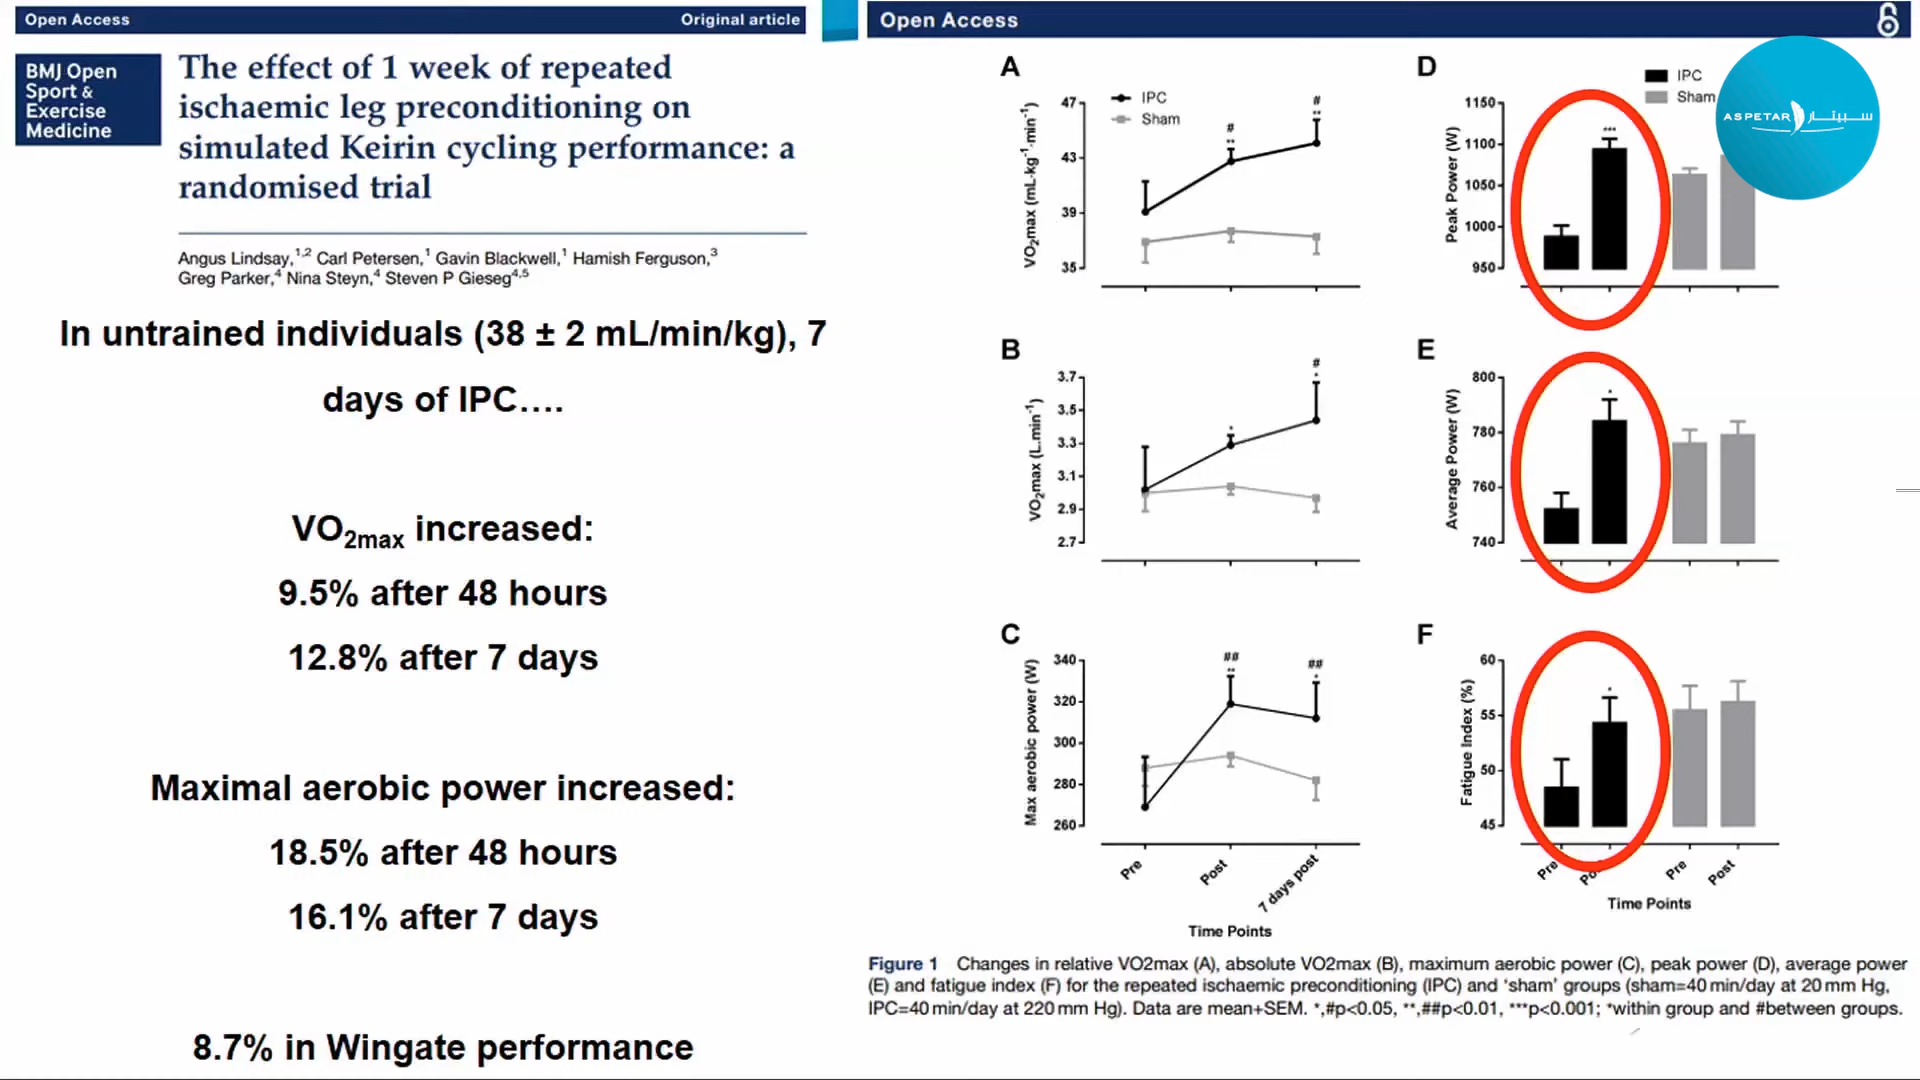 Open Access
Original article
BMJ Open
Sport &
Exercise
Medicine
The effect of 1 week of repeated
ischaemic leg preconditioning on
simulated Keirin cycling performance: a
randomised trial
Angus Lindsay,1,2 Carl Petersen,1 Gavin Blackwell,1 Hamish Ferguson,3
Greg Parker,4 Nina Steyn,4 Steven P Gieseg4,5
In untrained individuals (38 ± 2 mL/min/kg), 7
days of IPC....
VO2max increased:
9.5% after 48 hours
12.8% after 7 days
Maximal aerobic power increased:
18.5% after 48 hours
16.1% after 7 days
8.7% in Wingate performance
Open Access
A
IPC
Sham
VO2max (mL·kg-1·min-1)
47
43
39
35
#
**
#
**
B
VO2max (L.min-1)
3.7
3.5
3.3
3.1
2.9
2.7
*
#
*
C
Max aerobic power (W)
340
320
300
280
260
##
**
##
*
Pre
Post
7 days post
Time Points
D
IPC
Sham
Peak Power (W)
1150
1100
1050
1000
950
***
E
Average Power (W)
800
780
760
740
*
F
Fatigue Index (%)
60
55
50
45
*
Pre
Pre
Post
Time Points
ASPETAR سبيتار
Figure 1 Changes in relative VO2max (A), absolute VO2max (B), maximum aerobic power (C), peak power (D), average power
(E) and fatigue index (F) for the repeated ischaemic preconditioning (IPC) and 'sham' groups (sham=40 min/day at 20 mm Hg,
IPC=40 min/day at 220 mm Hg). Data are mean+SEM. *,#p<0.05, **,##p<0.01, ***p<0.001; *within group and #between groups.